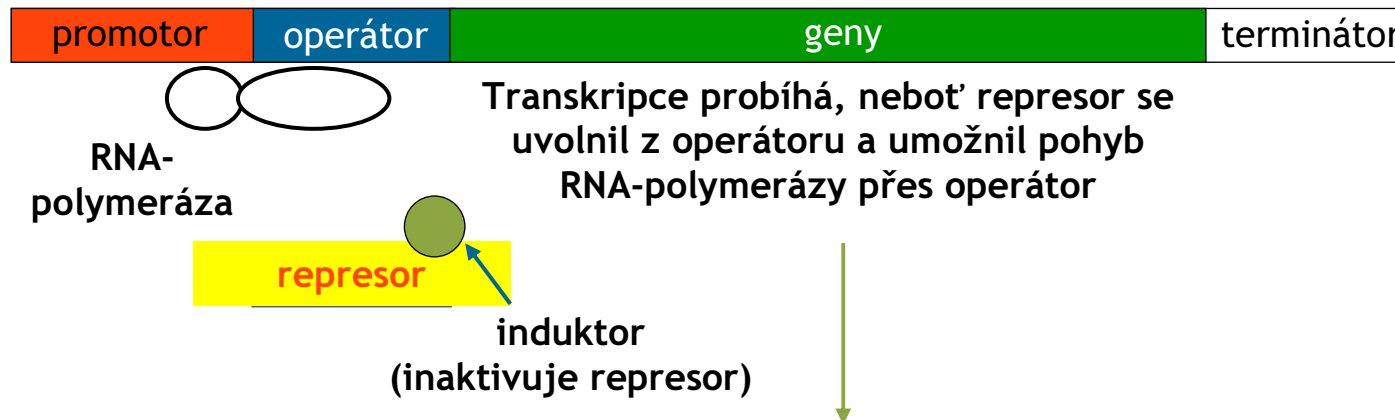 promotor operátor geny terminátor
Transkripce probíhá, neboť represor se
uvolnil z operátoru a umožnil pohyb
RNA-polymerázy přes operátor
RNA-
polymeráza
represor
induktor
(inaktivuje represor)